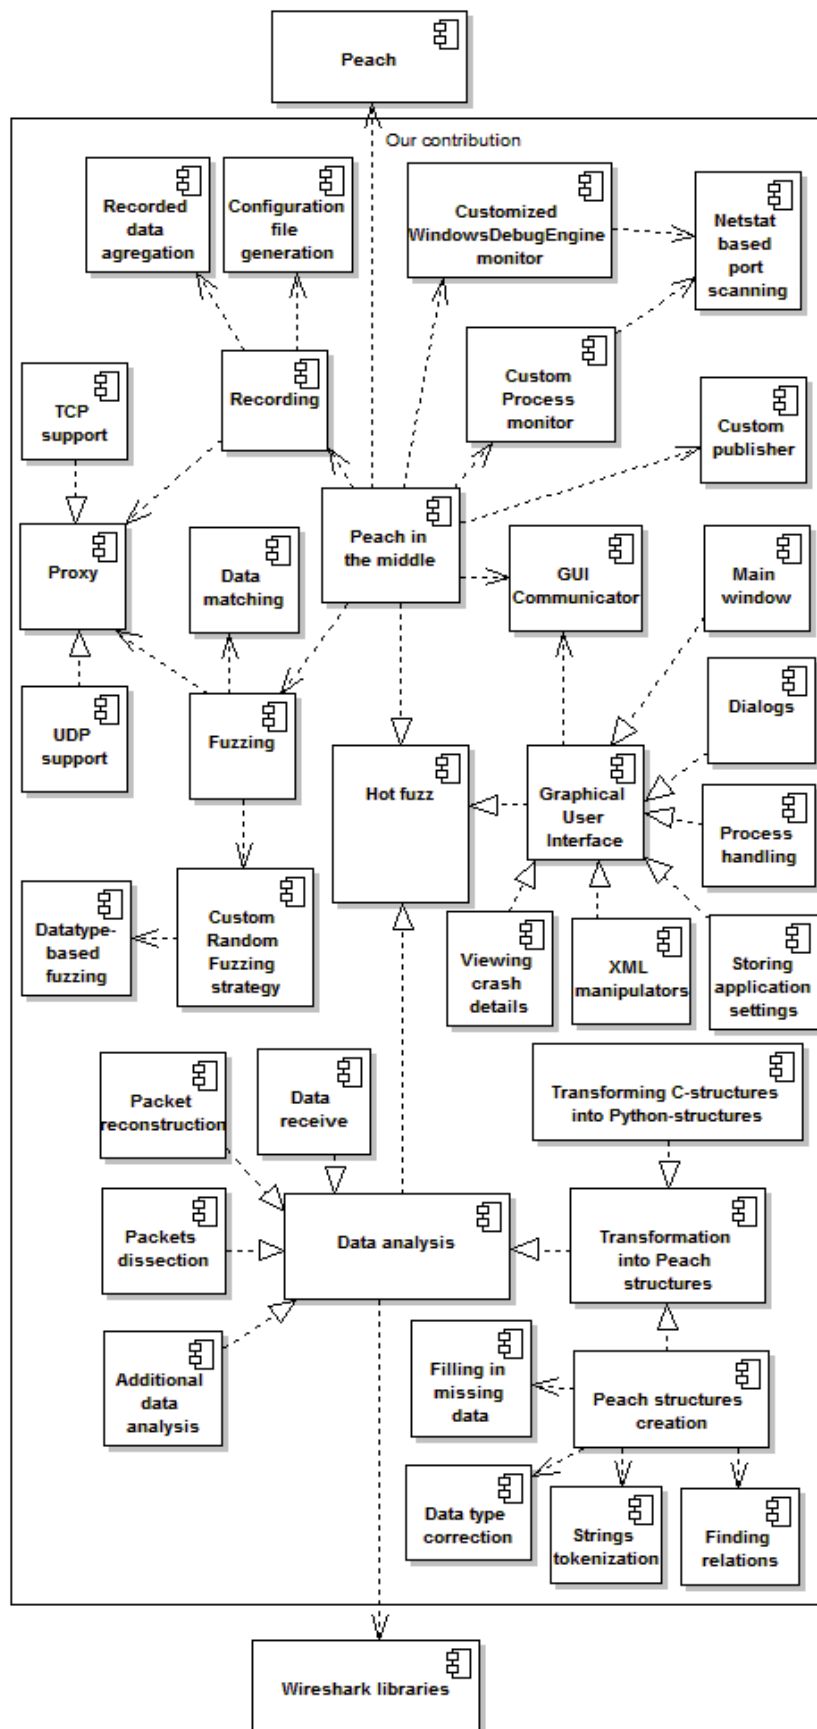 Peach
Our contribution
Recorded
data
agregation
Configuration
file
generation
Customized
WindowsDebugEngine
monitor
Netstat
based
port
scanning
TCP
support
Recording
Custom
Process
monitor
Custom
publisher
Proxy
Data
matching
Peach in
the middle
GUI
Communicator
Main
window
UDP
support
Fuzzing
Hot fuzz
Graphical
User
Interface
Dialogs
Process
handling
Datatype-
based
fuzzing
Custom
Random
Fuzzing
strategy
Viewing
crash
details
XML
manipulators
Storing
application
settings
Packet
reconstruction
Data
receive
Transforming C-structures
into Python-structures
Packets
dissection
Data analysis
Transformation
into Peach
structures
Additional
data
analysis
Filling in
missing
data
Peach structures
creation
Data type
correction
Strings
tokenization
Finding
relations
Wireshark libraries